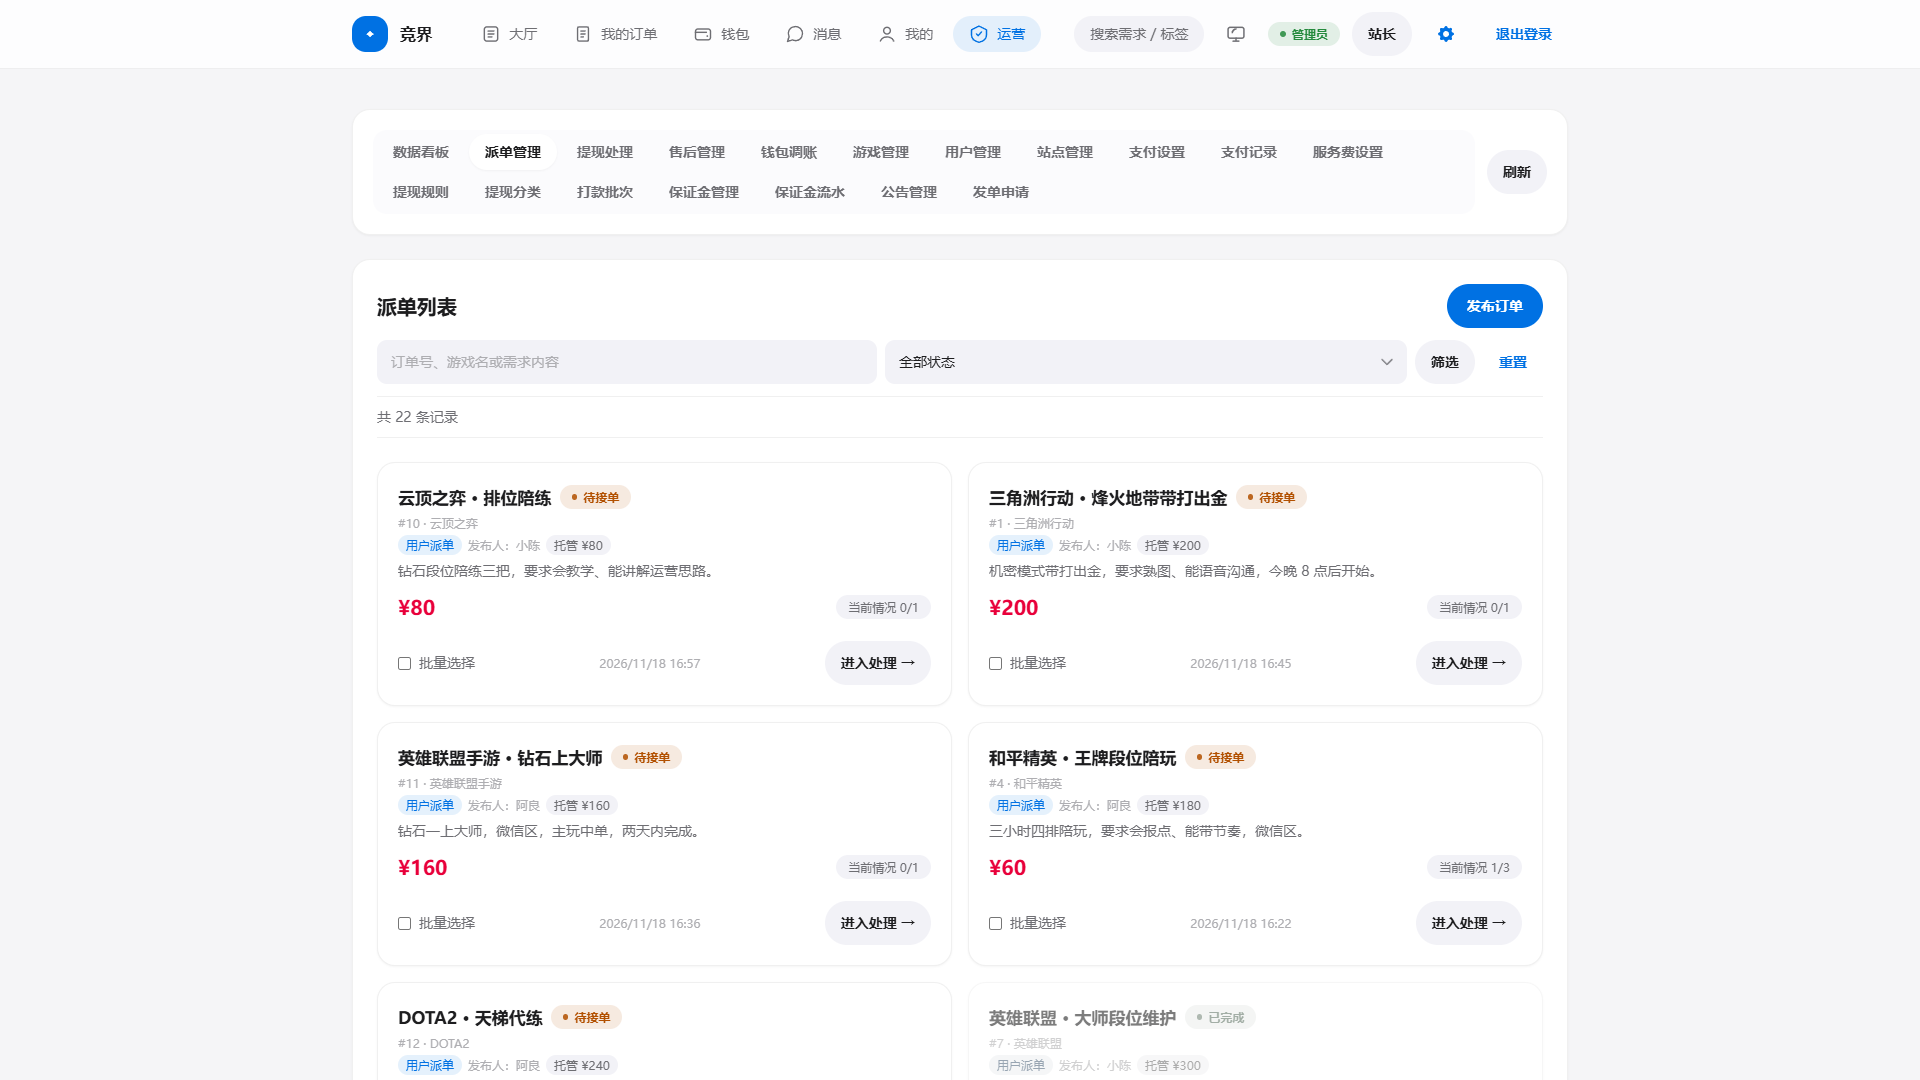 竞界
大厅
我的订单
钱包
消息
我的
运营
搜索需求 / 标签
管理员
站长
退出登录
数据看板 派单管理 提现处理 售后管理 钱包调账 游戏管理 用户管理 站点管理 支付设置 支付记录 服务费设置
提现规则 提现分类 打款批次 保证金管理 保证金流水 公告管理 发单申请
刷新
派单列表
发布订单
订单号、游戏名或需求内容
全部状态
筛选
重置
共 22 条记录
云顶之弈 • 排位陪练 待接单
#10 · 云顶之弈
用户派单 发布人：小陈 托管 ¥80
钻石段位陪练三把，要求会教学、能讲解运营思路。
¥80 当前情况 0/1
批量选择 2026/11/18 16:57 进入处理 →
三角洲行动 • 烽火地带带打出金 待接单
#1 · 三角洲行动
用户派单 发布人：小陈 托管 ¥200
机密模式带打出金，要求熟图、能语音沟通，今晚 8 点后开始。
¥200 当前情况 0/1
批量选择 2026/11/18 16:45 进入处理 →
英雄联盟手游 • 钻石上大师 待接单
#11 · 英雄联盟手游
用户派单 发布人：阿良 托管 ¥160
钻石一上大师，微信区，主玩中单，两天内完成。
¥160 当前情况 0/1
批量选择 2026/11/18 16:36 进入处理 →
和平精英 • 王牌段位陪玩 待接单
#4 · 和平精英
用户派单 发布人：阿良 托管 ¥180
三小时四排陪玩，要求会报点、能带节奏，微信区。
¥60 当前情况 1/3
批量选择 2026/11/18 16:22 进入处理 →
DOTA2 • 天梯代练 待接单
#12 · DOTA2
用户派单 发布人：阿良 托管 ¥240
英雄联盟 • 大师段位维护 已完成
#7 · 英雄联盟
用户派单 发布人：小陈 托管 ¥300